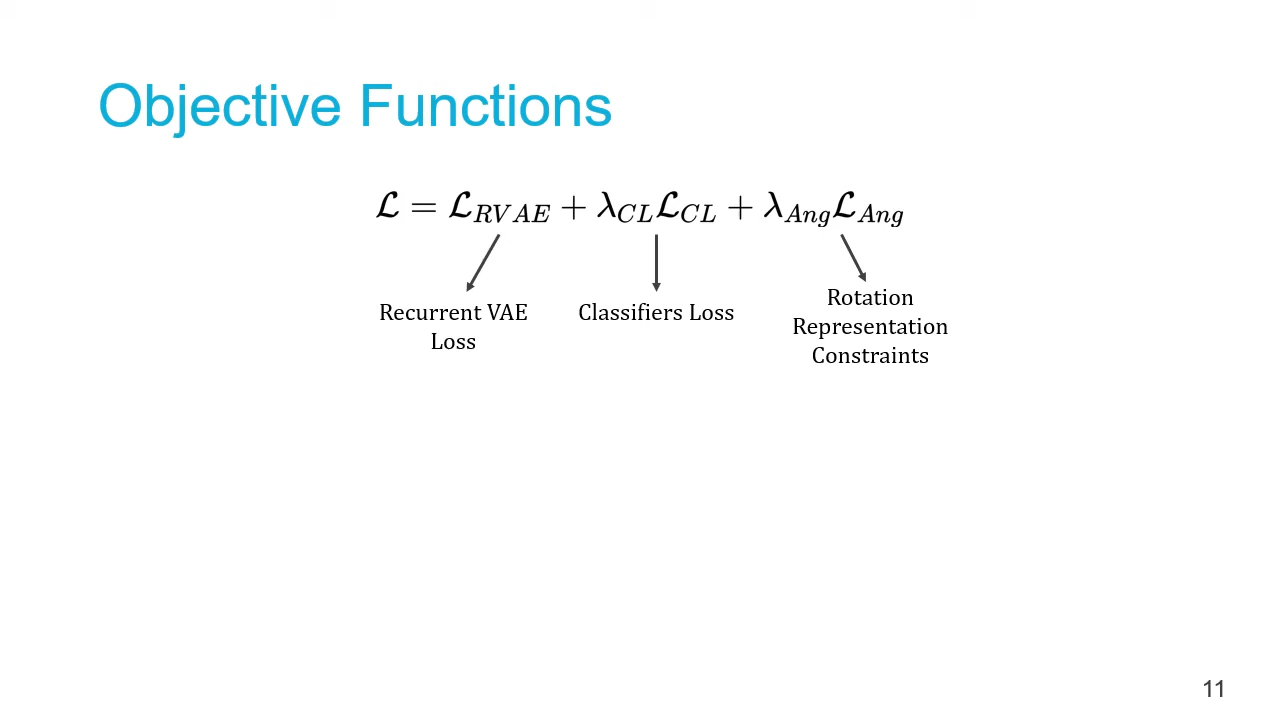 Objective Functions
ℒ = ℒ_{RVAE} + λ_{CL}ℒ_{CL} + λ_{Ang}ℒ_{Ang}
Recurrent VAE
Loss
Classifiers Loss
Rotation
Representation
Constraints
11